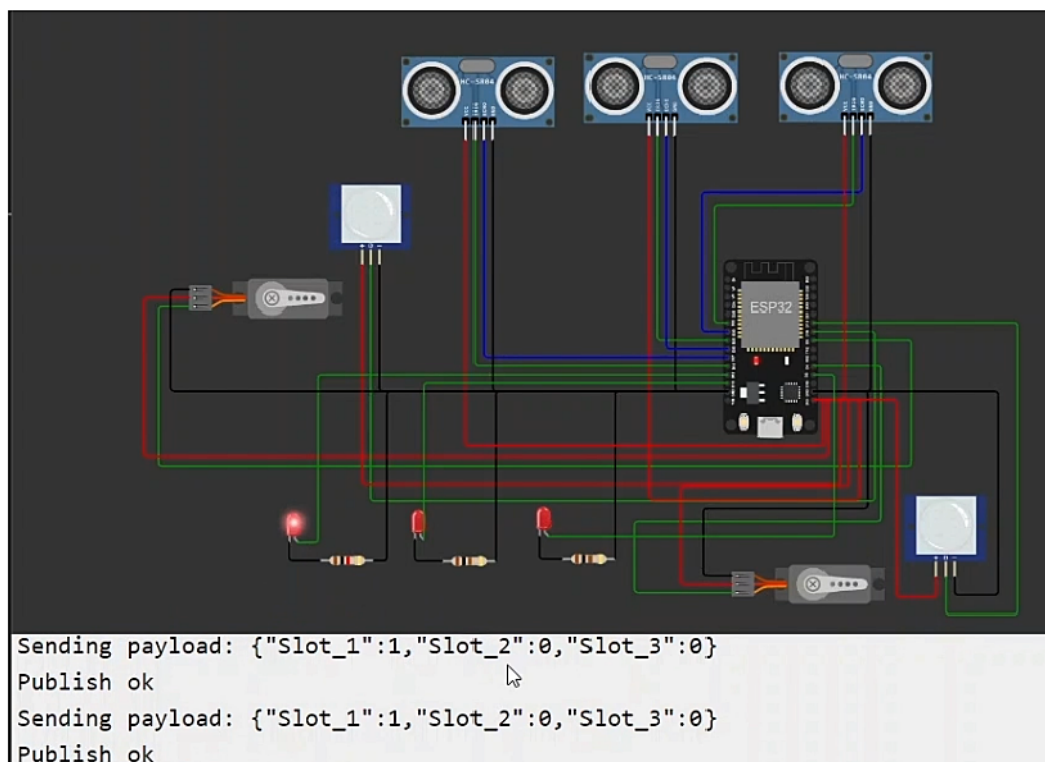 HC-SR04 HC-SR04 HC-SR04
ESP32
Sending payload: {"Slot_1":1,"Slot_2":0,"Slot_3":0}
Publish ok
Sending payload: {"Slot_1":1,"Slot_2":0,"Slot_3":0}
Publish ok